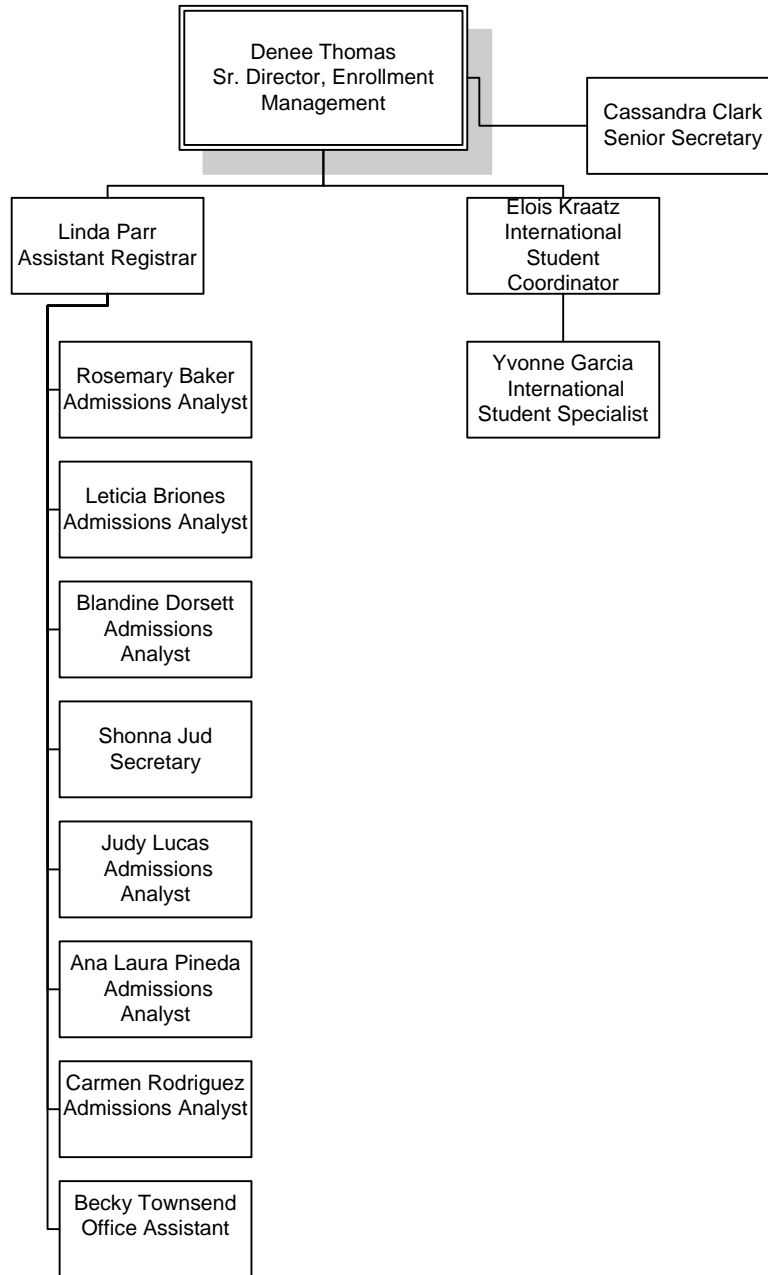 Denee Thomas
Sr. Director, Enrollment
Management
Cassandra Clark
Senior Secretary
Linda Parr
Assistant Registrar
Elois Kraatz
International
Student
Coordinator
Rosemary Baker
Admissions Analyst
Yvonne Garcia
International
Student Specialist
Leticia Briones
Admissions Analyst
Blandine Dorsett
Admissions
Analyst
Shonna Jud
Secretary
Judy Lucas
Admissions
Analyst
Ana Laura Pineda
Admissions
Analyst
Carmen Rodriguez
Admissions Analyst
Becky Townsend
Office Assistant